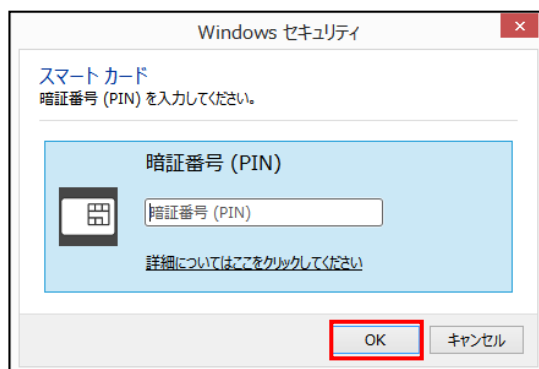 Windows セキュリティ
×
スマート カード
暗証番号 (PIN) を入力してください。
暗証番号 (PIN)
暗証番号 (PIN)
詳細についてはここをクリックしてください
OK
キャンセル